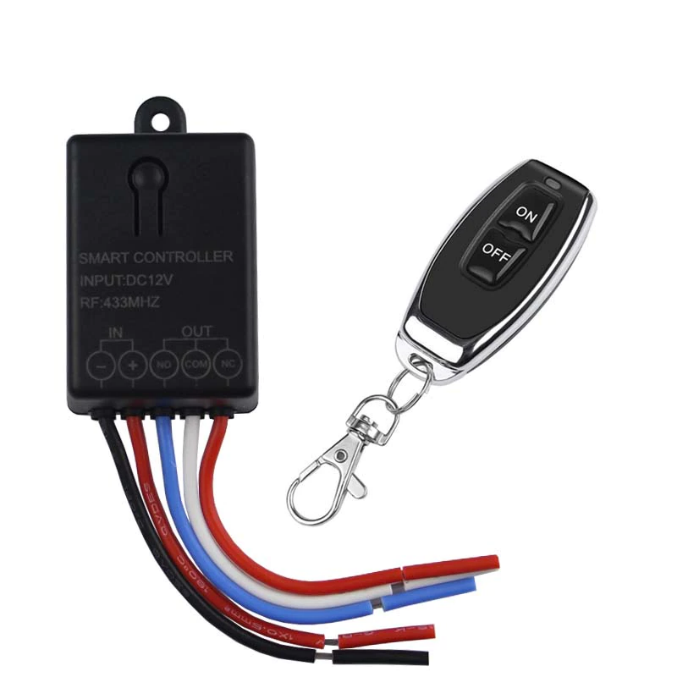 SMART CONTROLLER
INPUT:DC12V
RF:433MHZ
IN OUT
− + NO COM NC
ON
OFF